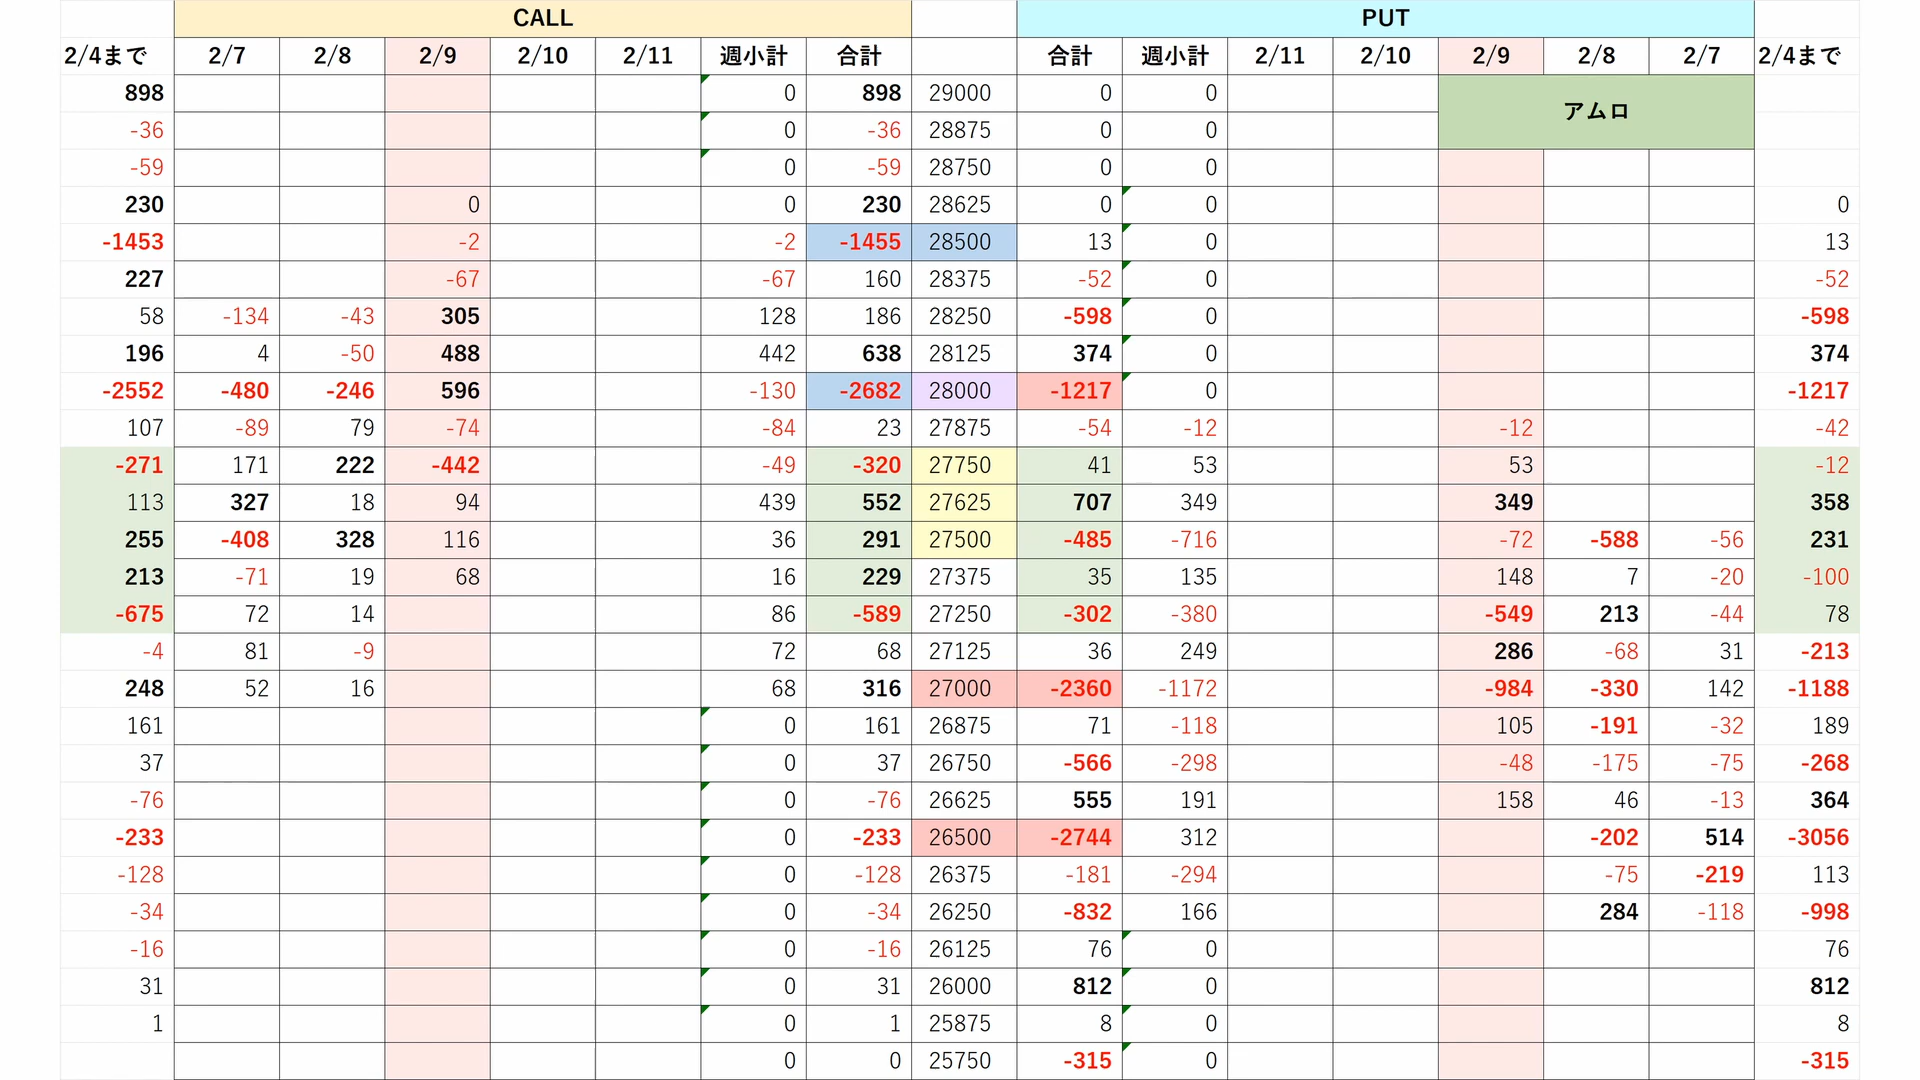 CALL PUT
2/4まで 2/7 2/8 2/9 2/10 2/11 週小計 合計 合計 週小計 2/11 2/10 2/9 2/8 2/7 2/4まで
898 0 898 29000 0 0 アムロ
-36 0 -36 28875 0 0
-59 0 -59 28750 0 0
230 0 0 230 28625 0 0 0
-1453 -2 -2 -1455 28500 13 0 13
227 -67 -67 160 28375 -52 0 -52
58 -134 -43 305 128 186 28250 -598 0 -598
196 4 -50 488 442 638 28125 374 0 374
-2552 -480 -246 596 -130 -2682 28000 -1217 0 -1217
107 -89 79 -74 -84 23 27875 -54 -12 -12 -42
-271 171 222 -442 -49 -320 27750 41 53 53 -12
113 327 18 94 439 552 27625 707 349 349 358
255 -408 328 116 36 291 27500 -485 -716 -72 -588 -56 231
213 -71 19 68 16 229 27375 35 135 148 7 -20 -100
-675 72 14 86 -589 27250 -302 -380 -549 213 -44 78
-4 81 -9 72 68 27125 36 249 286 -68 31 -213
248 52 16 68 316 27000 -2360 -1172 -984 -330 142 -1188
161 0 161 26875 71 -118 105 -191 -32 189
37 0 37 26750 -566 -298 -48 -175 -75 -268
-76 0 -76 26625 555 191 158 46 -13 364
-233 0 -233 26500 -2744 312 -202 514 -3056
-128 0 -128 26375 -181 -294 -75 -219 113
-34 0 -34 26250 -832 166 284 -118 -998
-16 0 -16 26125 76 0 76
31 0 31 26000 812 0 812
1 0 1 25875 8 0 8
0 0 25750 -315 0 -315